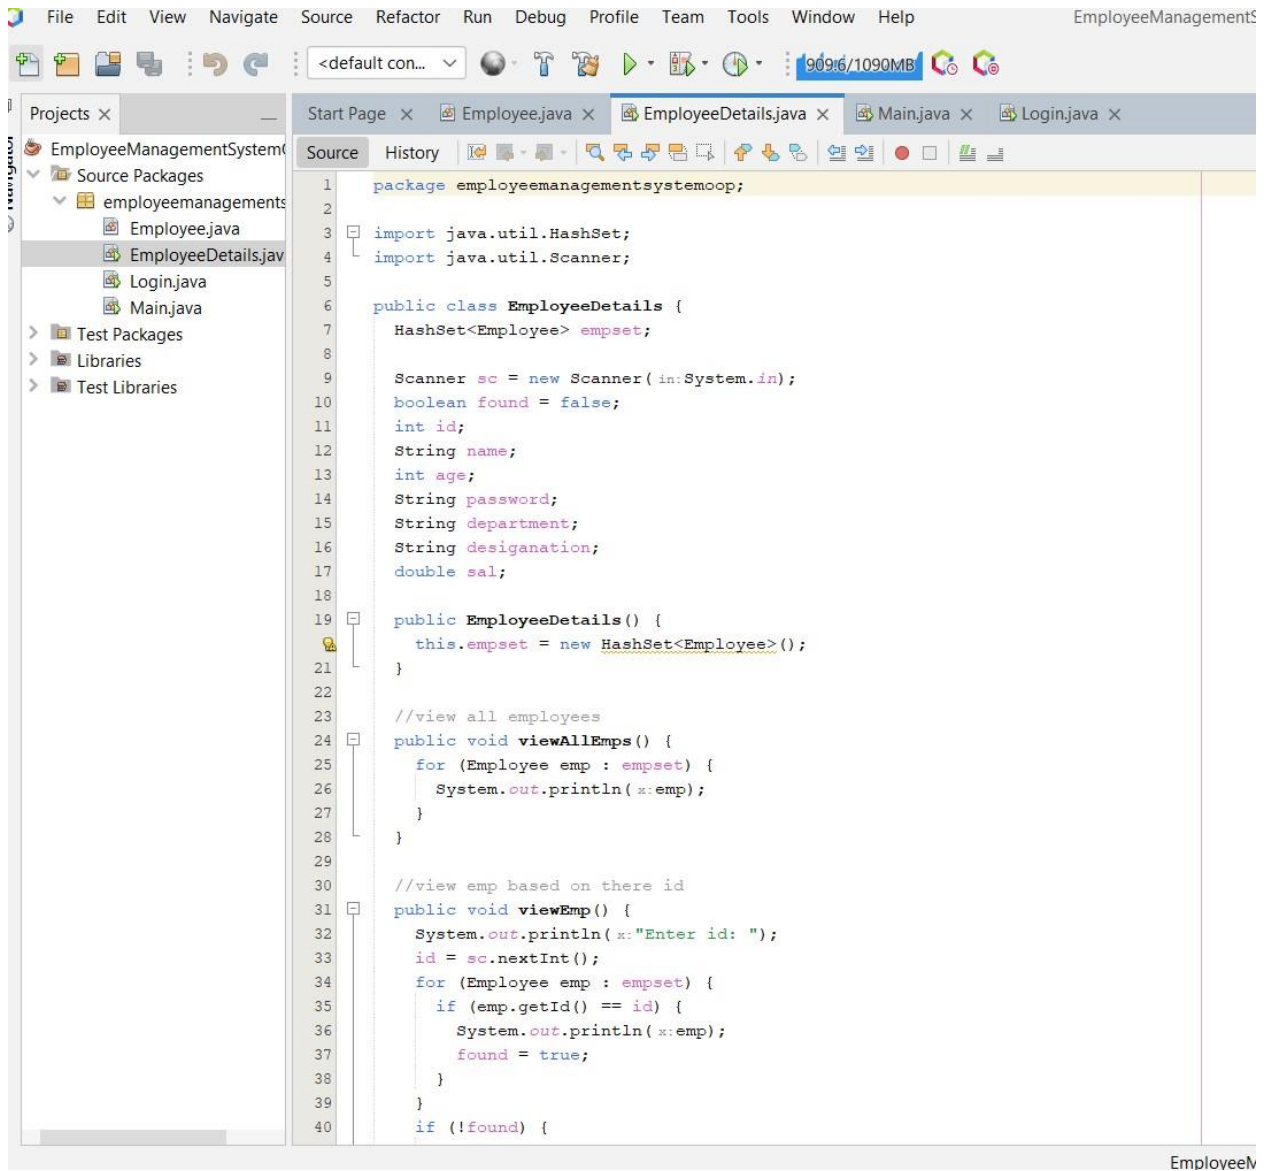 File Edit View Navigate Source Refactor Run Debug Profile Team Tools Window Help EmployeeManagementS
<default con... 909.6/1090MB
Projects
Start Page Employee.java EmployeeDetails.java Main.java Login.java
Navigator
EmployeeManagementSystem
Source Packages
employeemanagements
Employee.java
EmployeeDetails.jav
Login.java
Main.java
Test Packages
Libraries
Test Libraries
Source History
1 package employeemanagementsystemoop;
2
3 import java.util.HashSet;
4 import java.util.Scanner;
5
6 public class EmployeeDetails {
7 HashSet<Employee> empset;
8
9 Scanner sc = new Scanner( in:System.in);
10 boolean found = false;
11 int id;
12 String name;
13 int age;
14 String password;
15 String department;
16 String desiganation;
17 double sal;
18
19 public EmployeeDetails() {
this.empset = new HashSet<Employee>();
21 }
22
23 //view all employees
24 public void viewAllEmps() {
25 for (Employee emp : empset) {
26 System.out.println( x:emp);
27 }
28 }
29
30 //view emp based on there id
31 public void viewEmp() {
32 System.out.println( x:"Enter id: ");
33 id = sc.nextInt();
34 for (Employee emp : empset) {
35 if (emp.getId() == id) {
36 System.out.println( x:emp);
37 found = true;
38 }
39 }
40 if (!found) {
EmployeeM